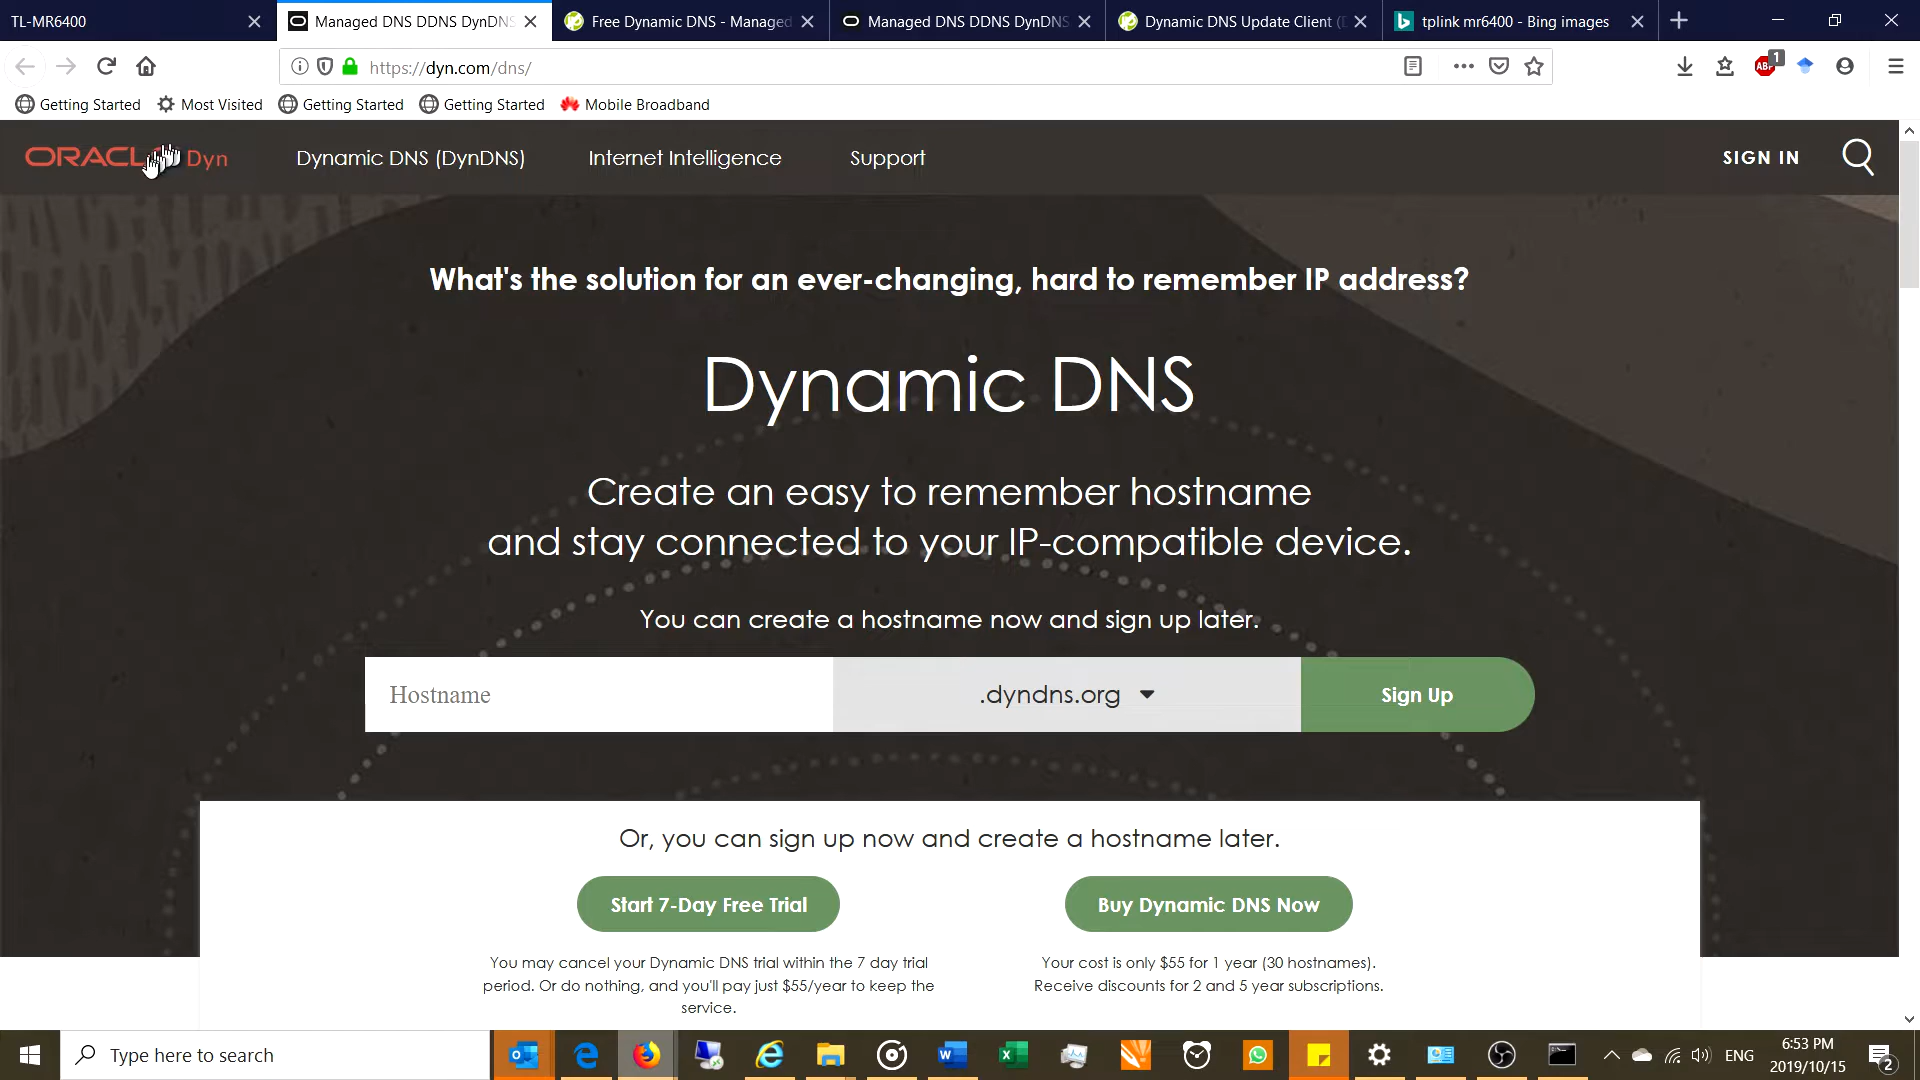 TL-MR6400
Managed DNS DDNS DynDNS
Free Dynamic DNS - Managed
Managed DNS DDNS DynDNS
Dynamic DNS Update Client (
tplink mr6400 - Bing images
https://dyn.com/dns/
ABP
1
Getting Started
Most Visited
Getting Started
Getting Started
Mobile Broadband
ORACL Dyn
Dynamic DNS (DynDNS)
Internet Intelligence
Support
SIGN IN
What's the solution for an ever-changing, hard to remember IP address?
Dynamic DNS
Create an easy to remember hostname
and stay connected to your IP-compatible device.
You can create a hostname now and sign up later.
Hostname
.dyndns.org
Sign Up
Or, you can sign up now and create a hostname later.
Start 7-Day Free Trial
Buy Dynamic DNS Now
You may cancel your Dynamic DNS trial within the 7 day trial
period. Or do nothing, and you'll pay just $55/year to keep the
service.
Your cost is only $55 for 1 year (30 hostnames).
Receive discounts for 2 and 5 year subscriptions.
Type here to search
ENG
6:53 PM
2019/10/15
2